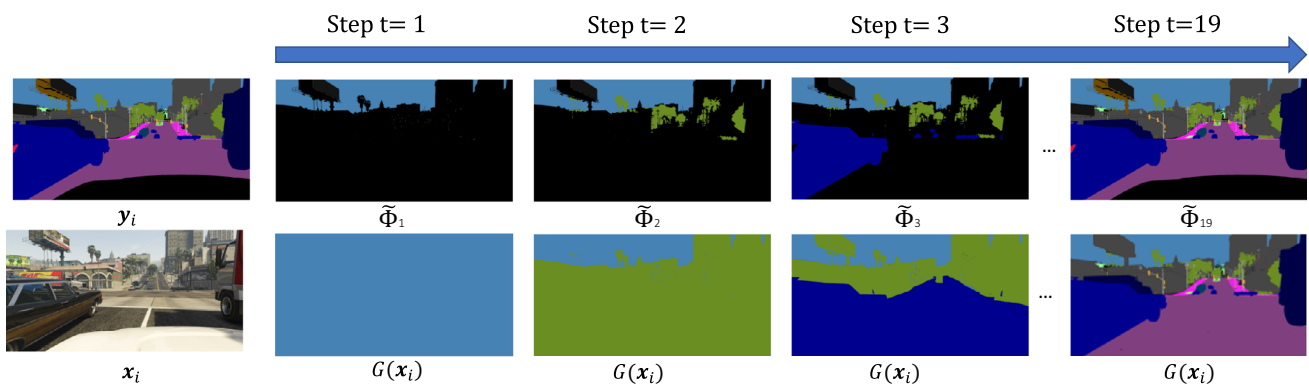 Step t= 1 Step t= 2 Step t= 3 Step t=19
...
𝒚ᵢ Φ̃₁ Φ̃₂ Φ̃₃ Φ̃₁₉
...
𝒙ᵢ G(𝒙ᵢ) G(𝒙ᵢ) G(𝒙ᵢ) G(𝒙ᵢ)